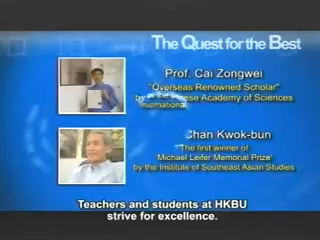 The Quest for the Best
Prof. Cai Zongwei
"Overseas Renowned Scholar"
by Academy of Sciences
International
Chan Kwok-bun
The first winner of
'Michael Leifer Memorial Prize'
by the Institute of Southeast Asian Studies
Teachers and students at HKBU
strive for excellence.